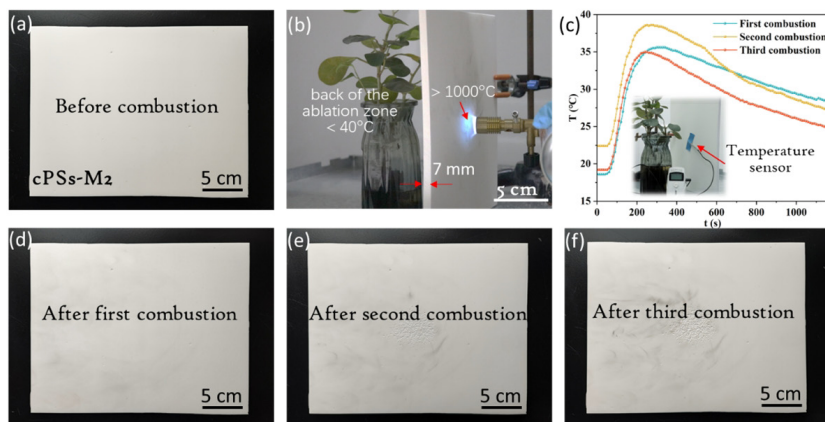 (a)
Before combustion
cPSs-M2
5 cm
(b)
back of the
ablation zone
< 40°C
> 1000°C
7 mm
5 cm
(c)
First combustion
Second combustion
Third combustion
T (°C)
40
35
30
25
20
15
Temperature
sensor
0 200 400 600 800 1000
t (s)
(d)
After first combustion
5 cm
(e)
After second combustion
5 cm
(f)
After third combustion
5 cm